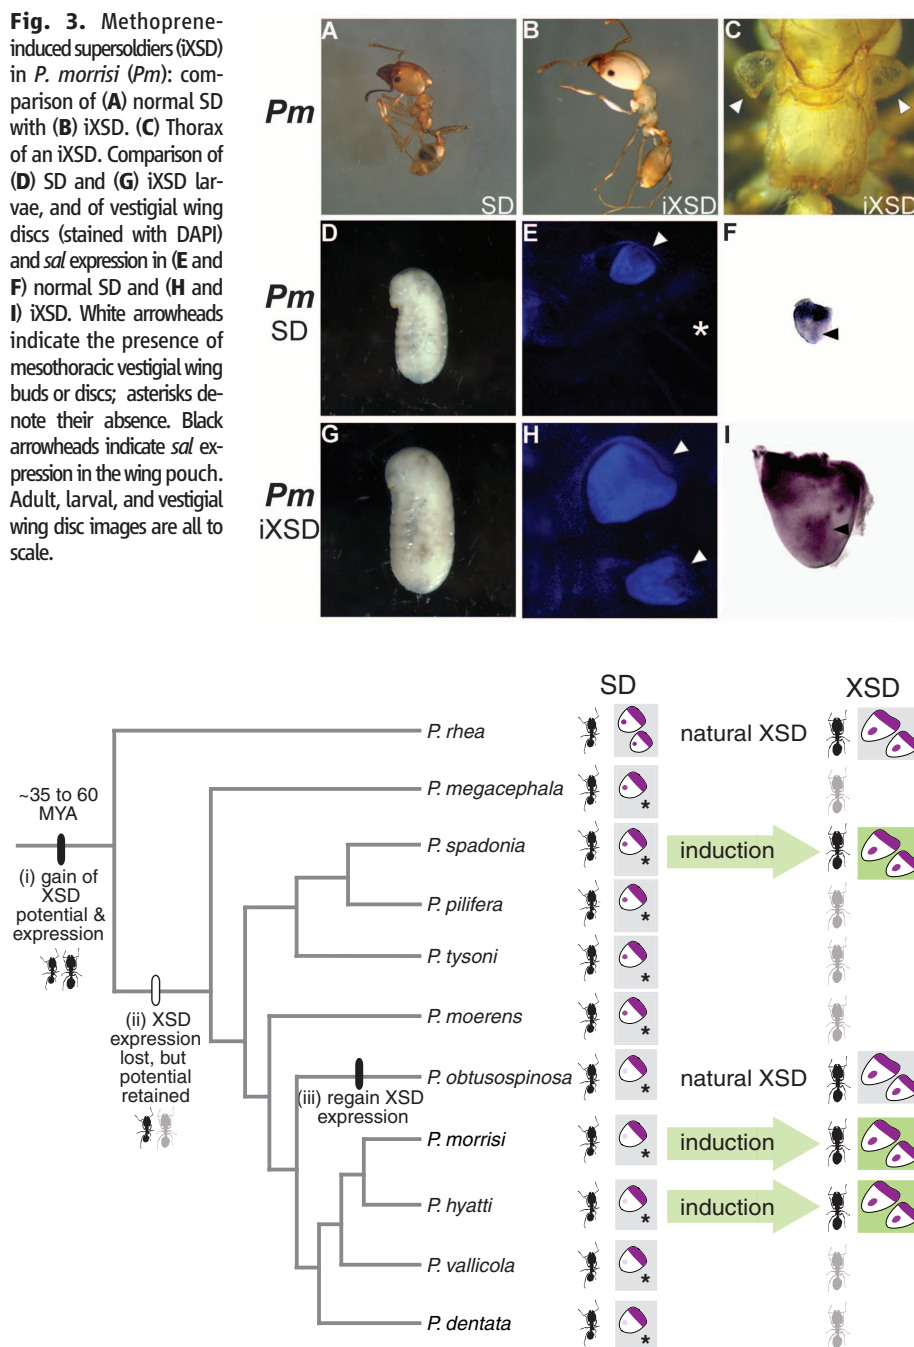 Fig. 3. Methoprene-
induced supersoldiers (iXSD)
in P. morrisi (Pm): com-
parison of (A) normal SD
with (B) iXSD. (C) Thorax
of an iXSD. Comparison of
(D) SD and (G) iXSD lar-
vae, and of vestigial wing
discs (stained with DAPI)
and sal expression in (E and
F) normal SD and (H and
I) iXSD. White arrowheads
indicate the presence of
mesothoracic vestigial wing
buds or discs; asterisks de-
note their absence. Black
arrowheads indicate sal ex-
pression in the wing pouch.
Adult, larval, and vestigial
wing disc images are all to
scale.
A
B
C
Pm
SD
iXSD
iXSD
D
E
F
Pm
SD
*
G
H
I
Pm
iXSD
SD
XSD
P. rhea
natural XSD
~35 to 60
MYA
(i) gain of
XSD
potential &
expression
P. megacephala
*
P. spadonia
*
induction
P. pilifera
*
P. tysoni
*
(ii) XSD
expression
lost, but
potential
retained
P. moerens
*
P. obtusospinosa
*
natural XSD
(iii) regain XSD
expression
P. morrisi
*
induction
P. hyatti
*
induction
P. vallicola
*
P. dentata
*